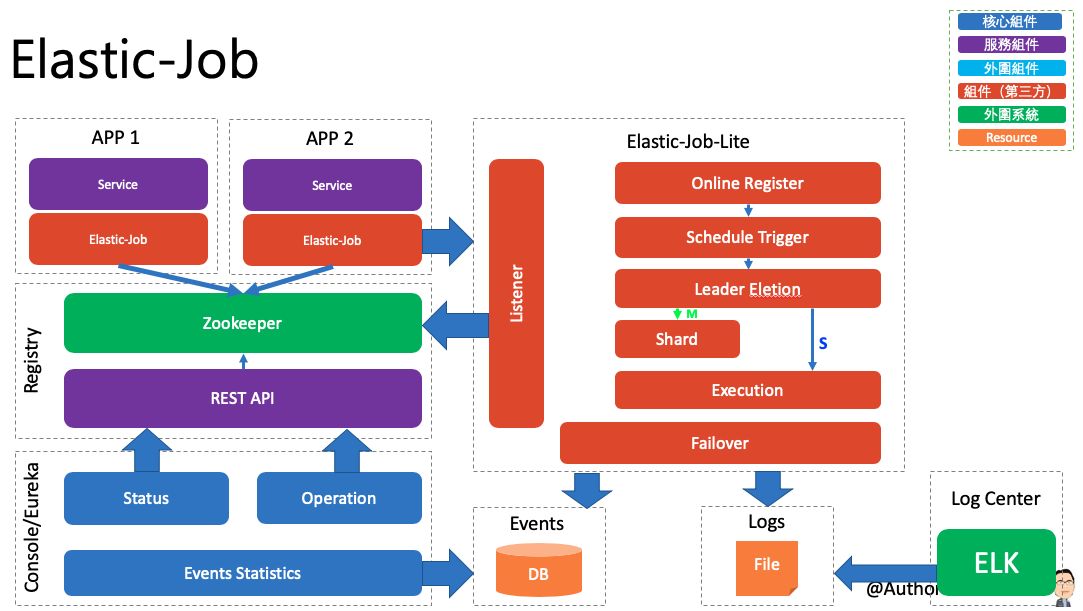 Elastic-Job
核心組件
服務組件
外圍組件
組件（第三方）
外圍系統
Resource
APP 1
Service
Elastic-Job
APP 2
Service
Elastic-Job
Elastic-Job-Lite
Listener
Online Register
Schedule Trigger
Leader Eletion
M
Shard
S
Execution
Failover
Registry
Zookeeper
REST API
Console/Eureka
Status
Operation
Events Statistics
Events
DB
Logs
File
Log Center
ELK
@Author